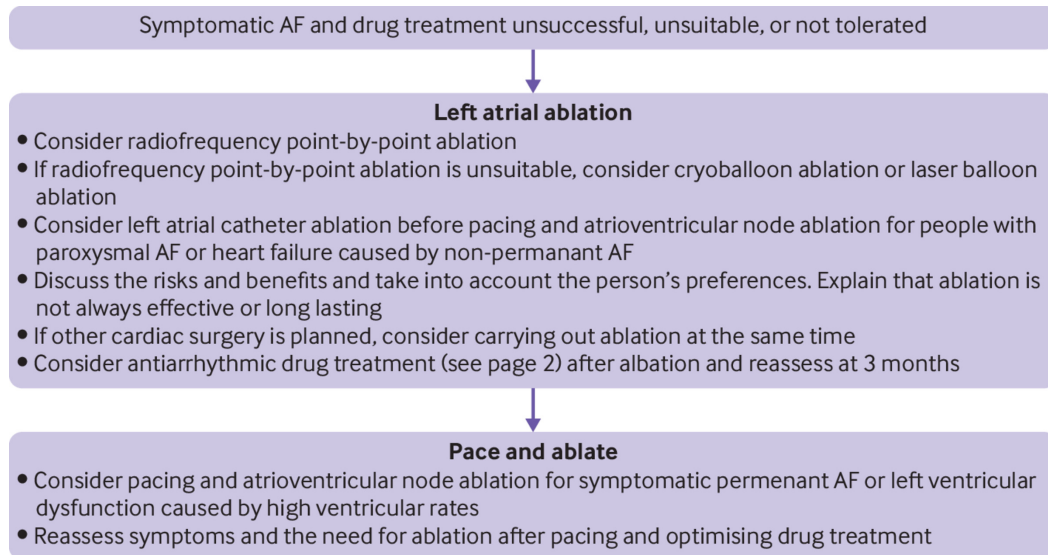 Symptomatic AF and drug treatment unsuccessful, unsuitable, or not tolerated
Left atrial ablation
• Consider radiofrequency point-by-point ablation
• If radiofrequency point-by-point ablation is unsuitable, consider cryoballoon ablation or laser balloon
ablation
• Consider left atrial catheter ablation before pacing and atrioventricular node ablation for people with
paroxysmal AF or heart failure caused by non-permanant AF
• Discuss the risks and benefits and take into account the person’s preferences. Explain that ablation is
not always effective or long lasting
• If other cardiac surgery is planned, consider carrying out ablation at the same time
• Consider antiarrhythmic drug treatment (see page 2) after albation and reassess at 3 months
Pace and ablate
• Consider pacing and atrioventricular node ablation for symptomatic permenant AF or left ventricular
dysfunction caused by high ventricular rates
• Reassess symptoms and the need for ablation after pacing and optimising drug treatment